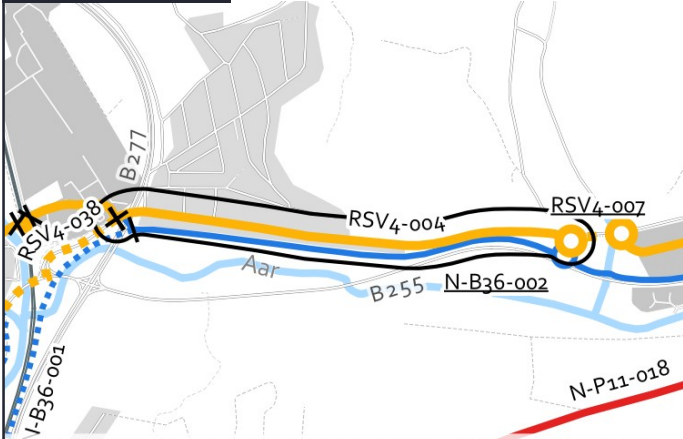 B277
RSV4-038
RSV4-004
RSV4-007
Aar
B255
N-B36-002
I-B36-001
N-P11-018